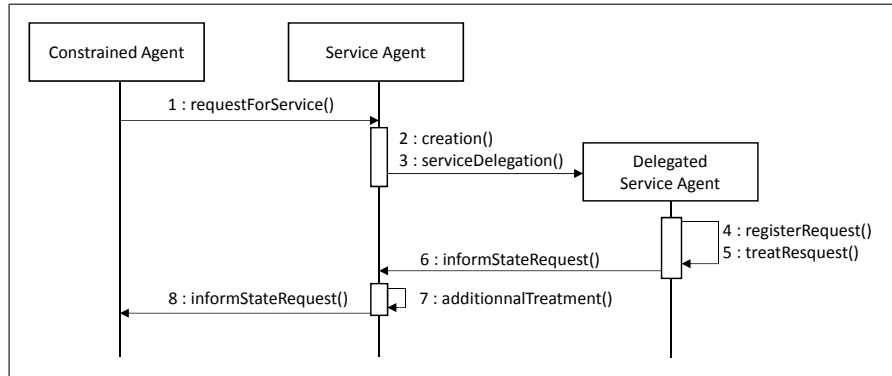 Constrained Agent
Service Agent
1 : requestForService()
2 : creation()
3 : serviceDelegation()
Delegated
Service Agent
4 : registerRequest()
5 : treatResquest()
6 : informStateRequest()
7 : additionnalTreatment()
8 : informStateRequest()